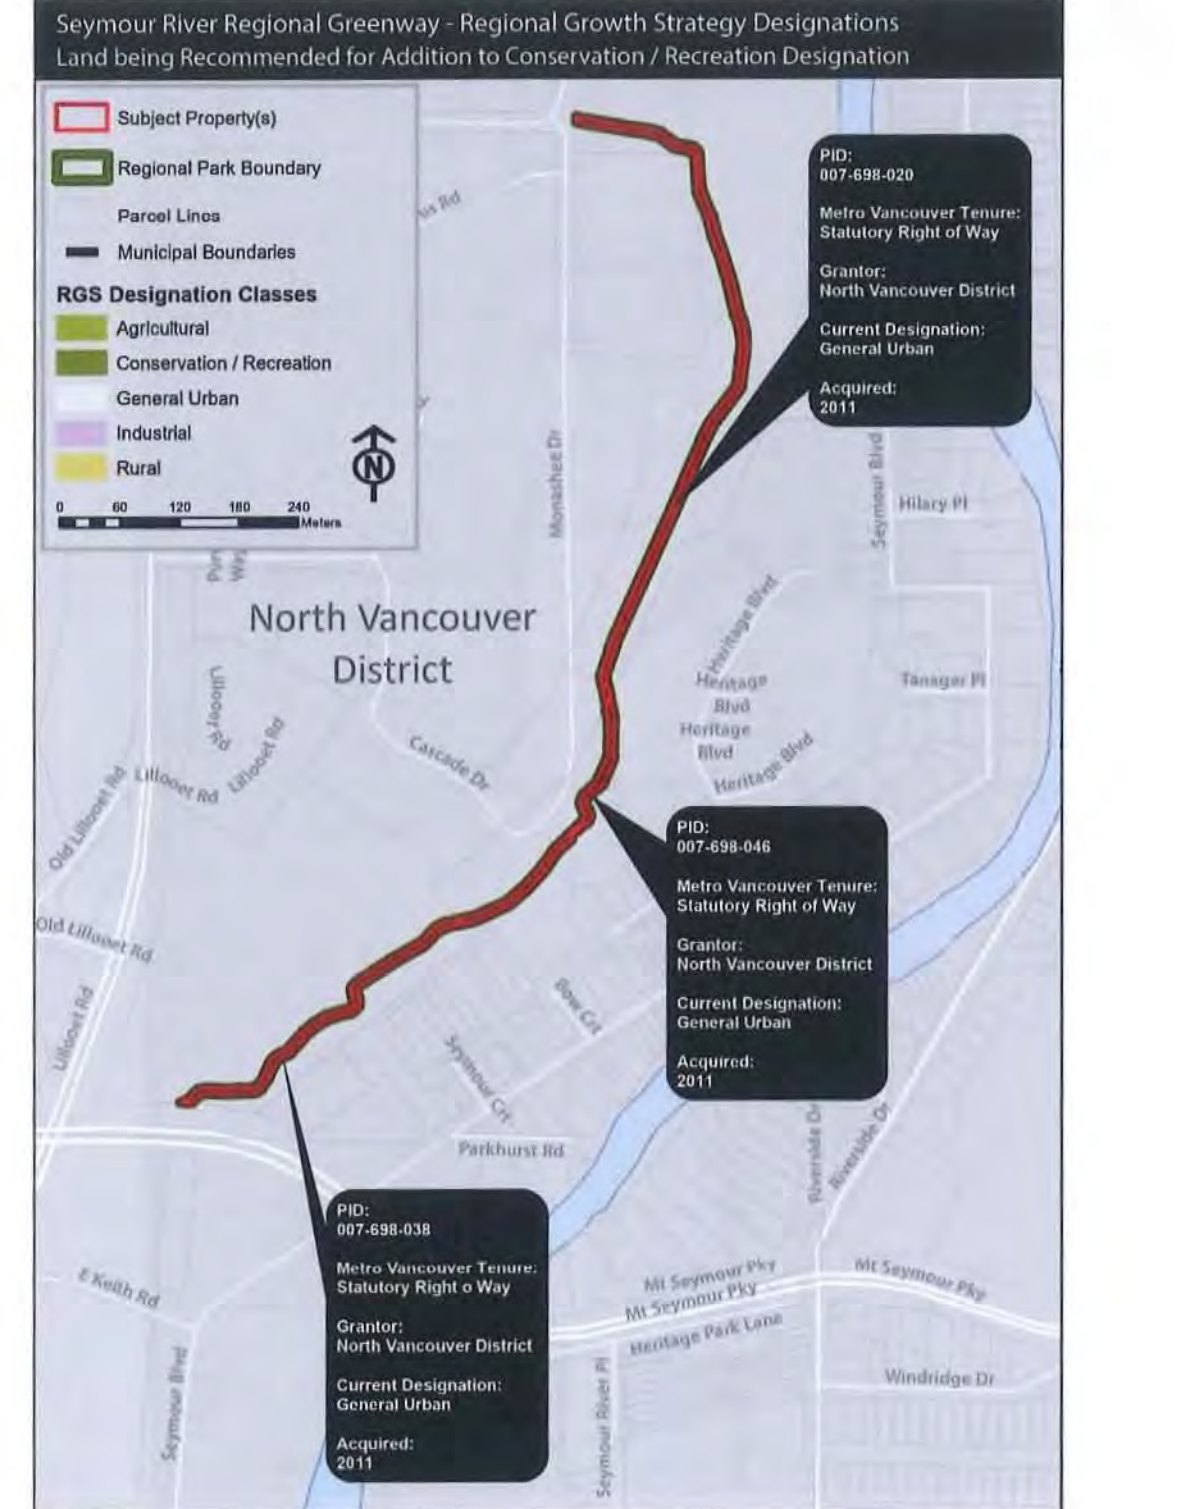 Seymour River Regional Greenway - Regional Growth Strategy Designations
Land being Recommended for Addition to Conservation / Recreation Designation
Subject Property(s)
Regional Park Boundary
Parcel Lines
Municipal Boundaries
RGS Designation Classes
Agricultural
Conservation / Recreation
General Urban
Industrial
Rural
N
0 60 120 180 240
Meters
PID:
007-698-020
Metro Vancouver Tenure:
Statutory Right of Way
Grantor:
North Vancouver District
Current Designation:
General Urban
Acquired:
2011
Rd
Monashee Dr
Seymour Blvd
Hilary Pl
Way
North Vancouver
District
Heritage Blvd
Heritage
Blvd
Heritage
Blvd
Heritage Blvd
Tanager Pl
Lillooet Rd
Lillooet Rd
Lillooet Rd
Old Lillooet Rd
Cascade Dr
Old Lillooet Rd
Lillooet Rd
PID:
007-698-046
Metro Vancouver Tenure:
Statutory Right of Way
Grantor:
North Vancouver District
Current Designation:
General Urban
Acquired:
2011
Bow Crt
Seymour Crt
Parkhurst Rd
Riverside Dr
Riverside Dr
PID:
007-698-038
Metro Vancouver Tenure:
Statutory Right o Way
Grantor:
North Vancouver District
Current Designation:
General Urban
Acquired:
2011
E Keith Rd
Seymour Blvd
Mt Seymour Pky
Mt Seymour Pky
Mt Seymour Pky
Heritage Park Lane
Windridge Dr
Seymour River Pl